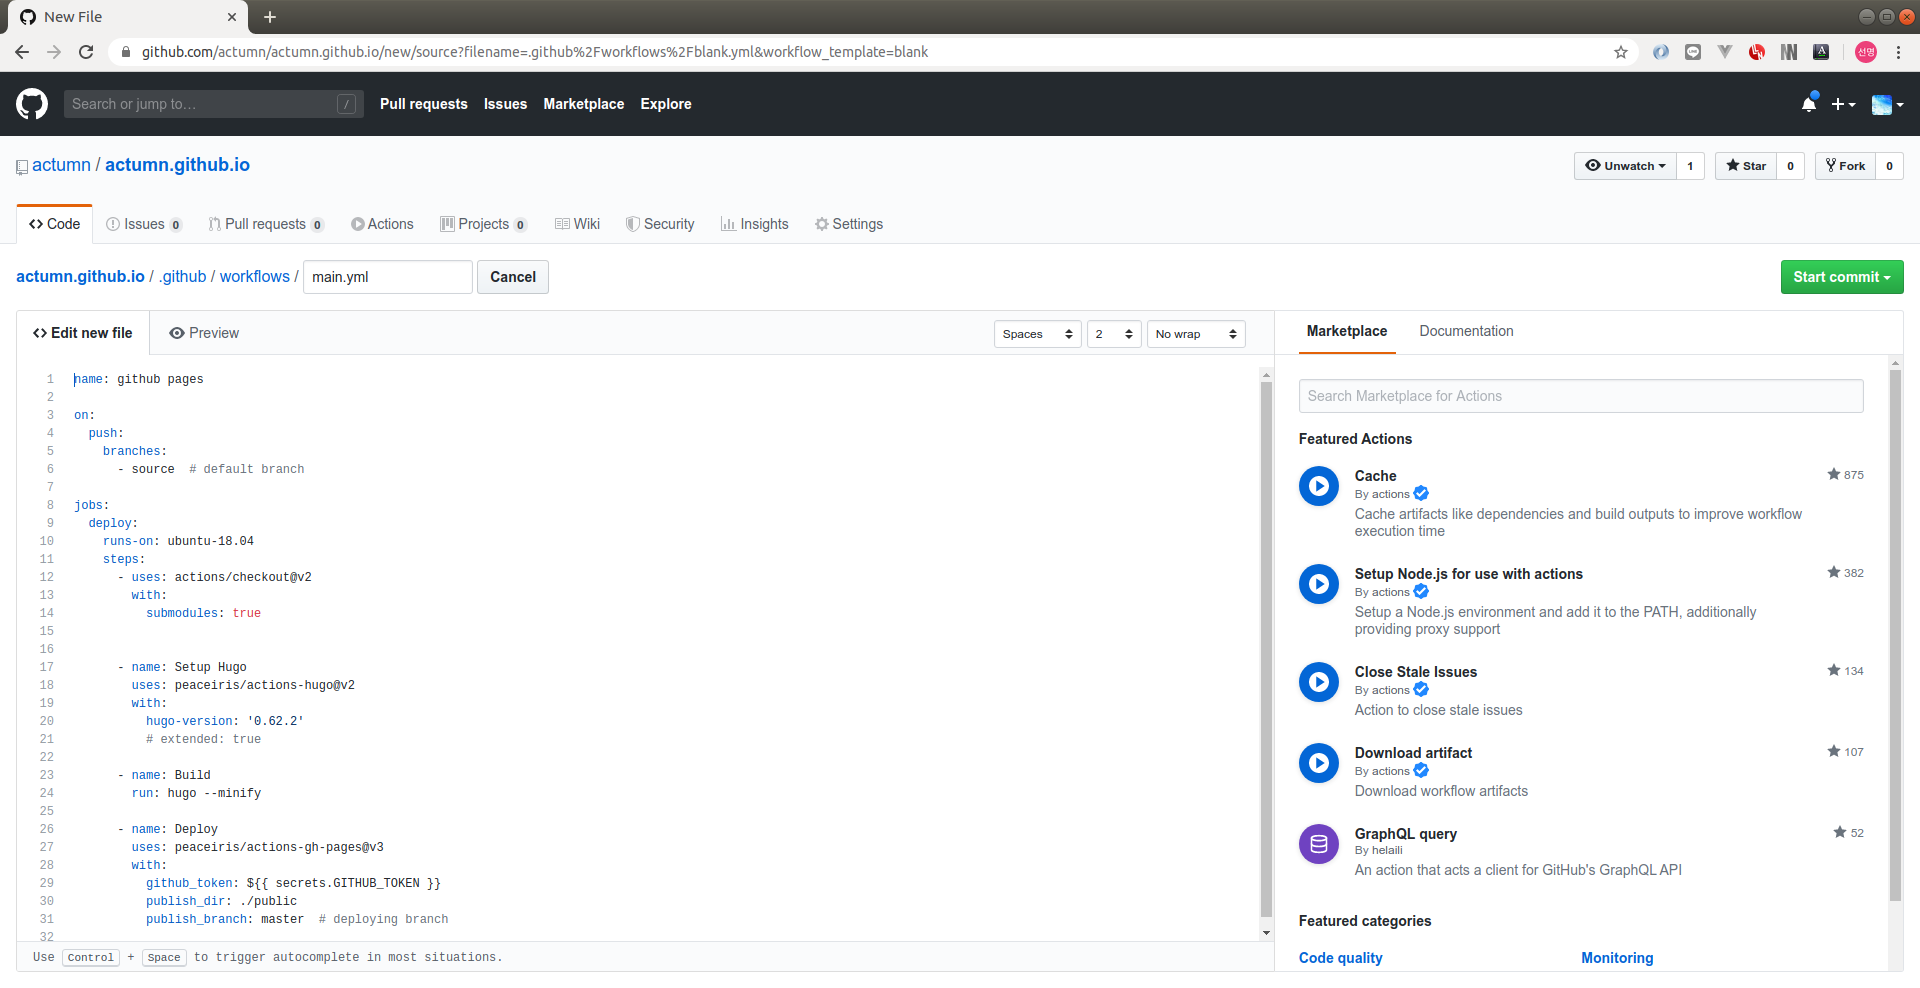 New File
github.com/actumn/actumn.github.io/new/source?filename=.github%2Fworkflows%2Fblank.yml&workflow_template=blank
선명
Search or jump to…
/
Pull requests
Issues
Marketplace
Explore
actumn / actumn.github.io
Unwatch 1
Star 0
Fork 0
Code
Issues 0
Pull requests 0
Actions
Projects 0
Wiki
Security
Insights
Settings
actumn.github.io / .github / workflows / main.yml
Cancel
Start commit
Edit new file
Preview
Spaces
2
No wrap
1 name: github pages
2
3 on:
4   push:
5     branches:
6       - source  # default branch
7
8 jobs:
9   deploy:
10     runs-on: ubuntu-18.04
11     steps:
12       - uses: actions/checkout@v2
13         with:
14           submodules: true
15
16
17       - name: Setup Hugo
18         uses: peaceiris/actions-hugo@v2
19         with:
20           hugo-version: '0.62.2'
21           # extended: true
22
23       - name: Build
24         run: hugo --minify
25
26       - name: Deploy
27         uses: peaceiris/actions-gh-pages@v3
28         with:
29           github_token: ${{ secrets.GITHUB_TOKEN }}
30           publish_dir: ./public
31           publish_branch: master  # deploying branch
32
Use Control + Space to trigger autocomplete in most situations.
Marketplace
Documentation
Search Marketplace for Actions
Featured Actions
Cache
875
By actions
Cache artifacts like dependencies and build outputs to improve workflow
execution time
Setup Node.js for use with actions
382
By actions
Setup a Node.js environment and add it to the PATH, additionally
providing proxy support
Close Stale Issues
134
By actions
Action to close stale issues
Download artifact
107
By actions
Download workflow artifacts
GraphQL query
52
By helaili
An action that acts a client for GitHub's GraphQL API
Featured categories
Code quality
Monitoring